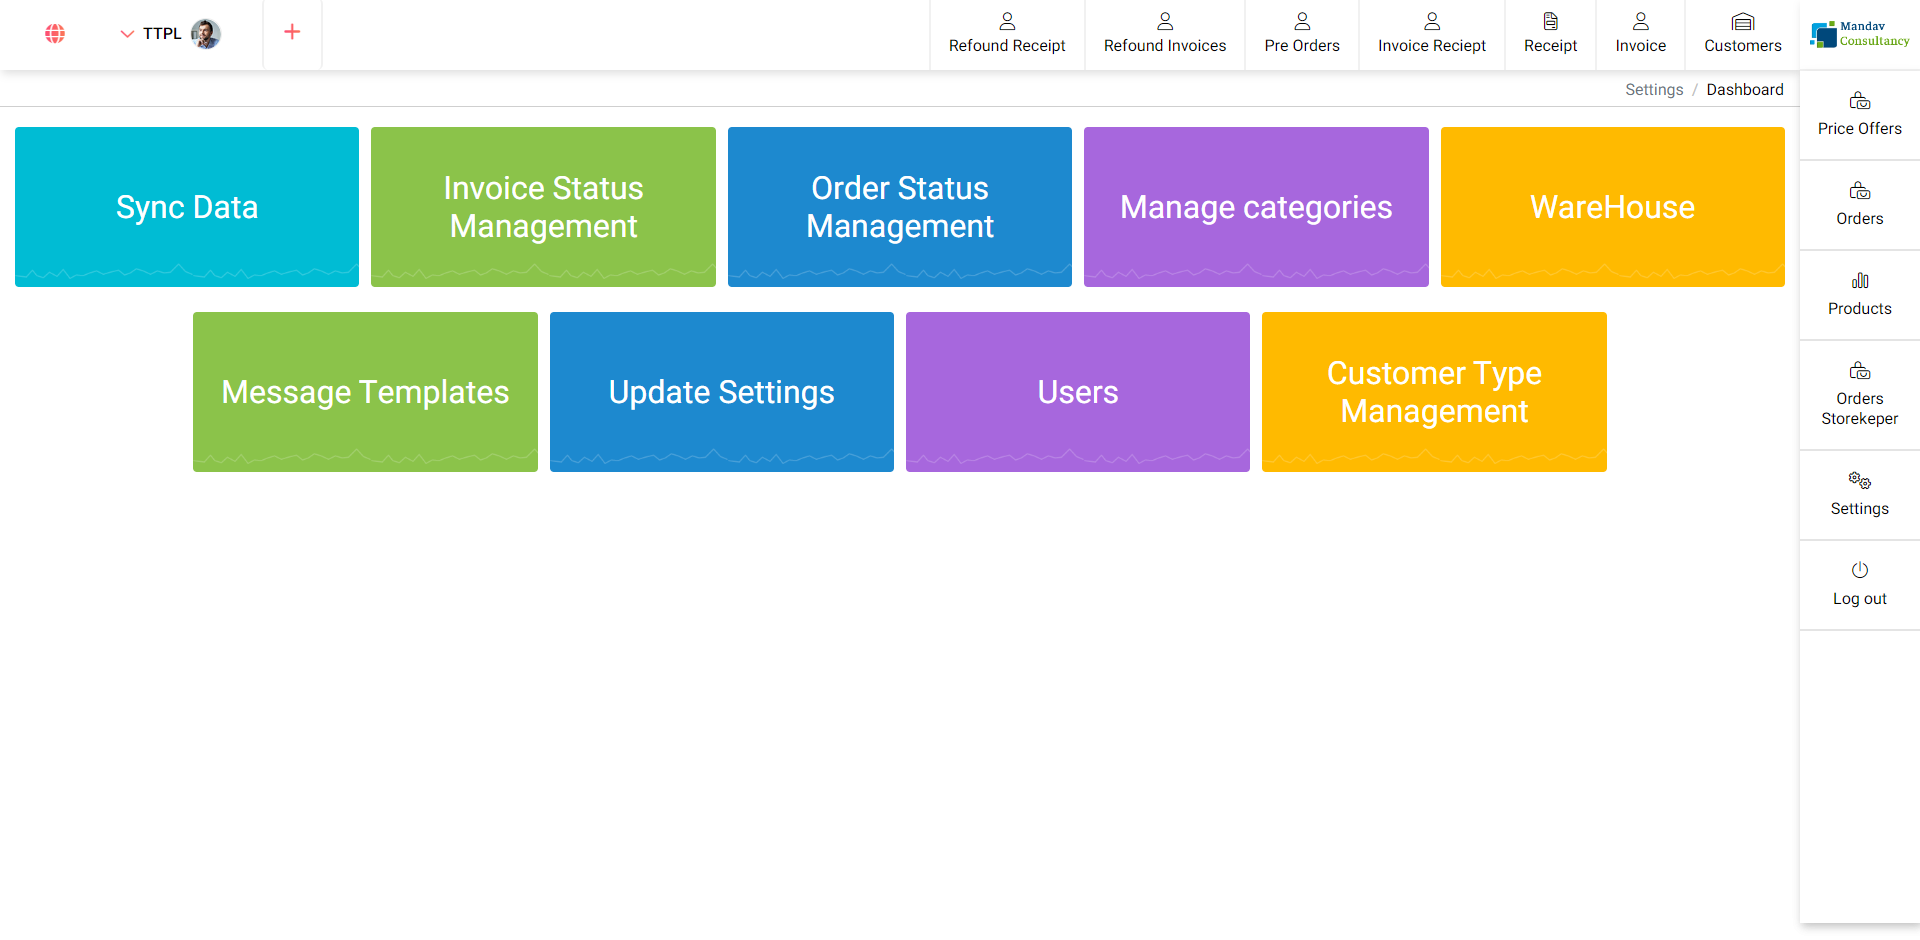 TTPL
Refound Receipt
Refound Invoices
Pre Orders
Invoice Reciept
Receipt
Invoice
Customers
Mandav
Consultancy
Settings / Dashboard
Sync Data
Invoice Status
Management
Order Status
Management
Manage categories
WareHouse
Message Templates
Update Settings
Users
Customer Type
Management
Price Offers
Orders
Products
Orders
Storekeper
Settings
Log out